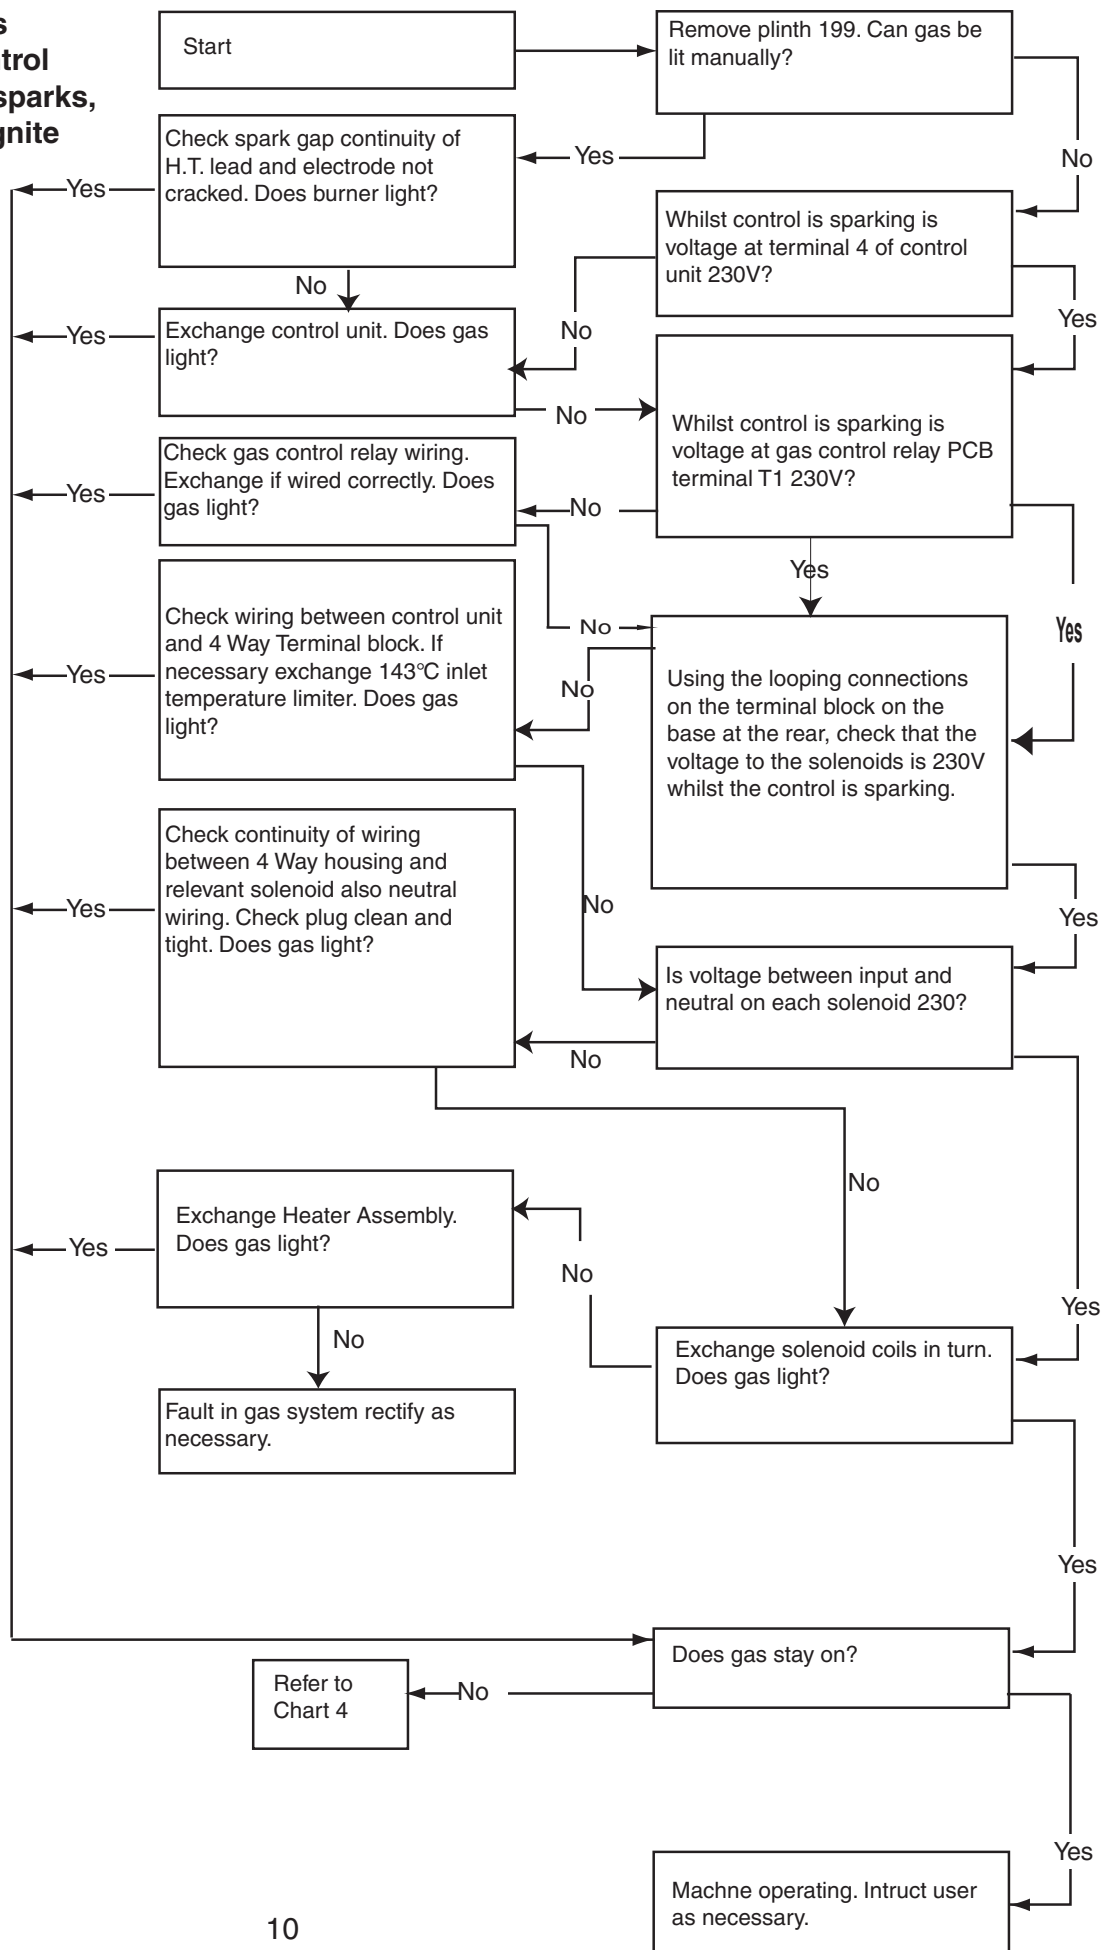 s
trol
sparks,
gnite
Start
Remove plinth 199. Can gas be
lit manually?
Yes
No
Check spark gap continuity of
H.T. lead and electrode not
cracked. Does burner light?
Yes
No
Whilst control is sparking is
voltage at terminal 4 of control
unit 230V?
No
Yes
Exchange control unit. Does gas
light?
Yes
No
Whilst control is sparking is
voltage at gas control relay PCB
terminal T1 230V?
No
Yes
Yes
Check gas control relay wiring.
Exchange if wired correctly. Does
gas light?
Yes
No
Check wiring between control unit
and 4 Way Terminal block. If
necessary exchange 143°C inlet
temperature limiter. Does gas
light?
Yes
No
Using the looping connections
on the terminal block on the
base at the rear, check that the
voltage to the solenoids is 230V
whilst the control is sparking.
No
Yes
Check continuity of wiring
between 4 Way housing and
relevant solenoid also neutral
wiring. Check plug clean and
tight. Does gas light?
Yes
Is voltage between input and
neutral on each solenoid 230?
No
No
Yes
Exchange Heater Assembly.
Does gas light?
Yes
No
No
Exchange solenoid coils in turn.
Does gas light?
Yes
Fault in gas system rectify as
necessary.
Does gas stay on?
No
Yes
Refer to
Chart 4
Machne operating. Intruct user
as necessary.
10